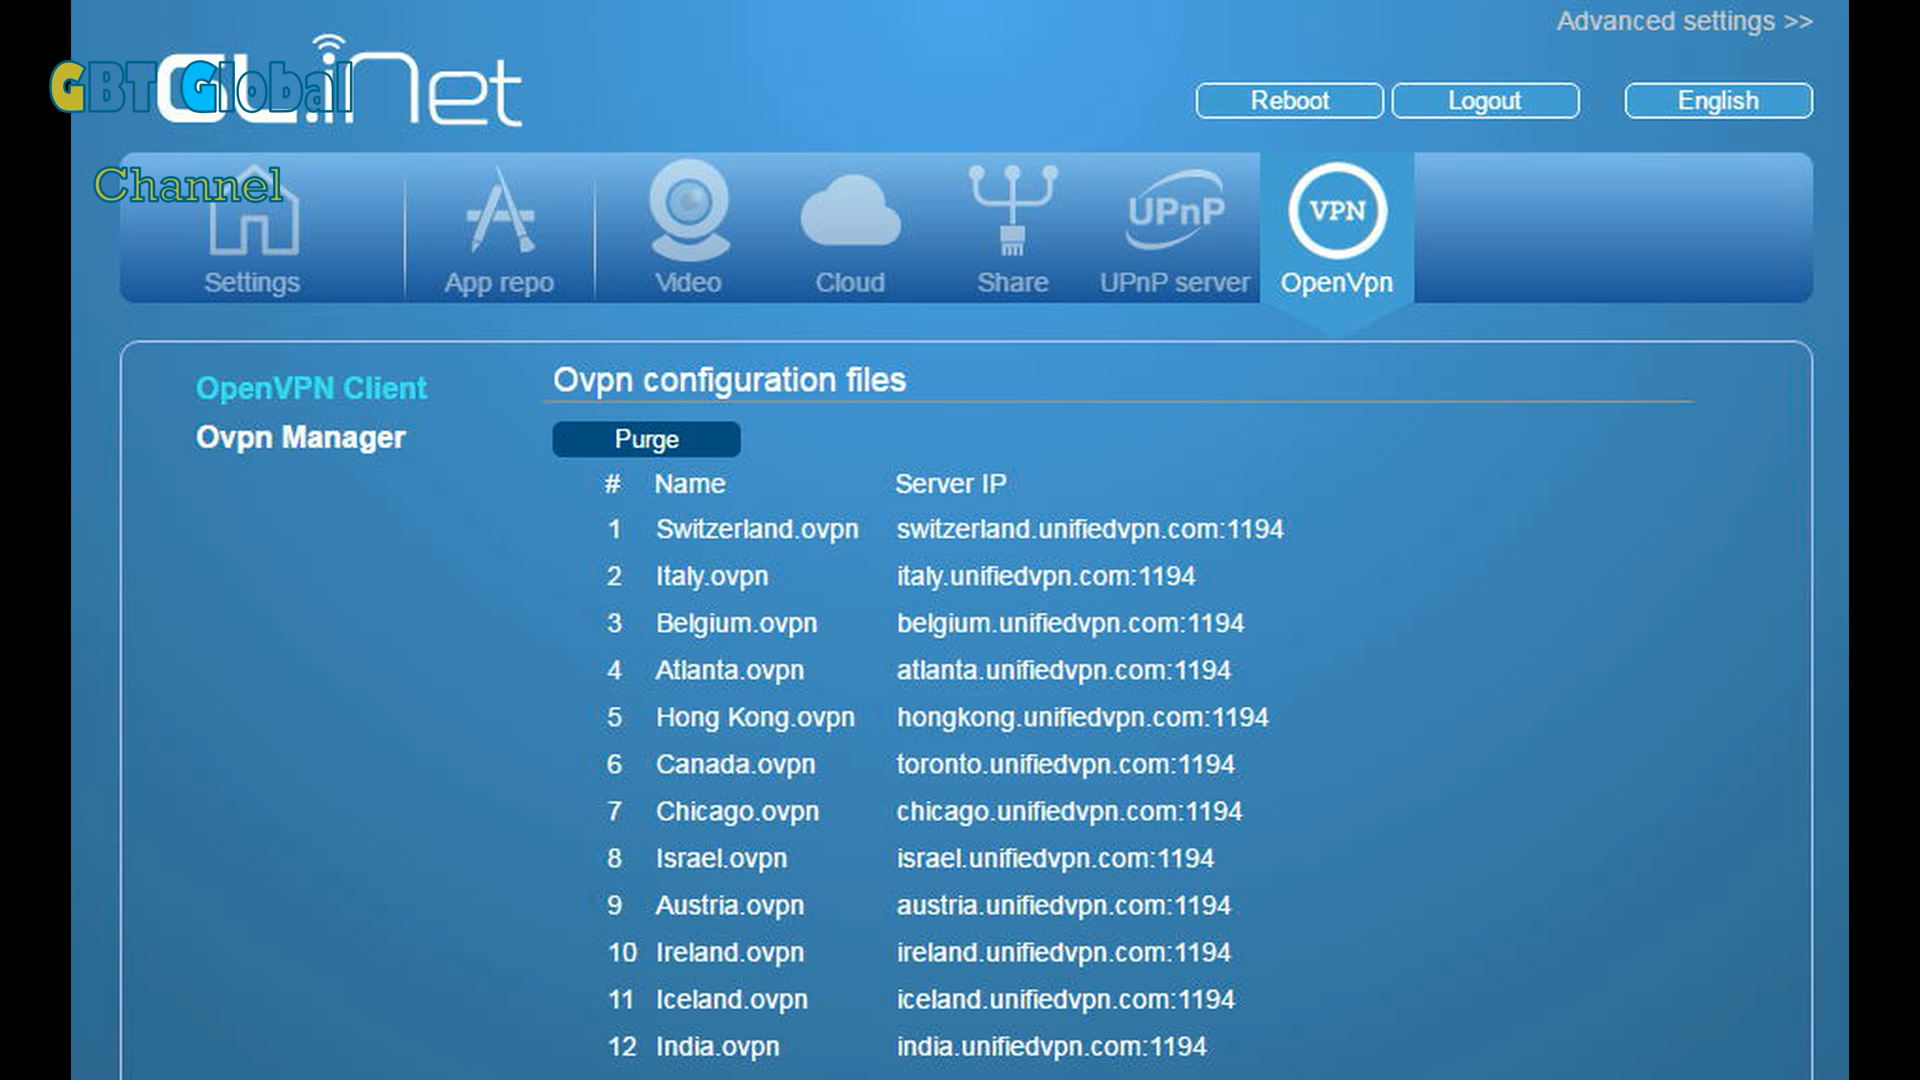 Advanced settings >>
GL.iNet
GBT Global
Channel
Reboot
Logout
English
Settings
App repo
Video
Cloud
Share
UPnP
UPnP server
VPN
OpenVpn
OpenVPN Client
Ovpn Manager
Ovpn configuration files
Purge
# Name Server IP
1 Switzerland.ovpn switzerland.unifiedvpn.com:1194
2 Italy.ovpn italy.unifiedvpn.com:1194
3 Belgium.ovpn belgium.unifiedvpn.com:1194
4 Atlanta.ovpn atlanta.unifiedvpn.com:1194
5 Hong Kong.ovpn hongkong.unifiedvpn.com:1194
6 Canada.ovpn toronto.unifiedvpn.com:1194
7 Chicago.ovpn chicago.unifiedvpn.com:1194
8 Israel.ovpn israel.unifiedvpn.com:1194
9 Austria.ovpn austria.unifiedvpn.com:1194
10 Ireland.ovpn ireland.unifiedvpn.com:1194
11 Iceland.ovpn iceland.unifiedvpn.com:1194
12 India.ovpn india.unifiedvpn.com:1194